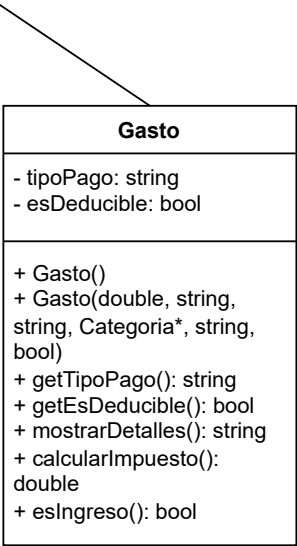 Gasto
- tipoPago: string
- esDeducible: bool
+ Gasto()
+ Gasto(double, string,
string, Categoria*, string,
bool)
+ getTipoPago(): string
+ getEsDeducible(): bool
+ mostrarDetalles(): string
+ calcularImpuesto():
double
+ esIngreso(): bool